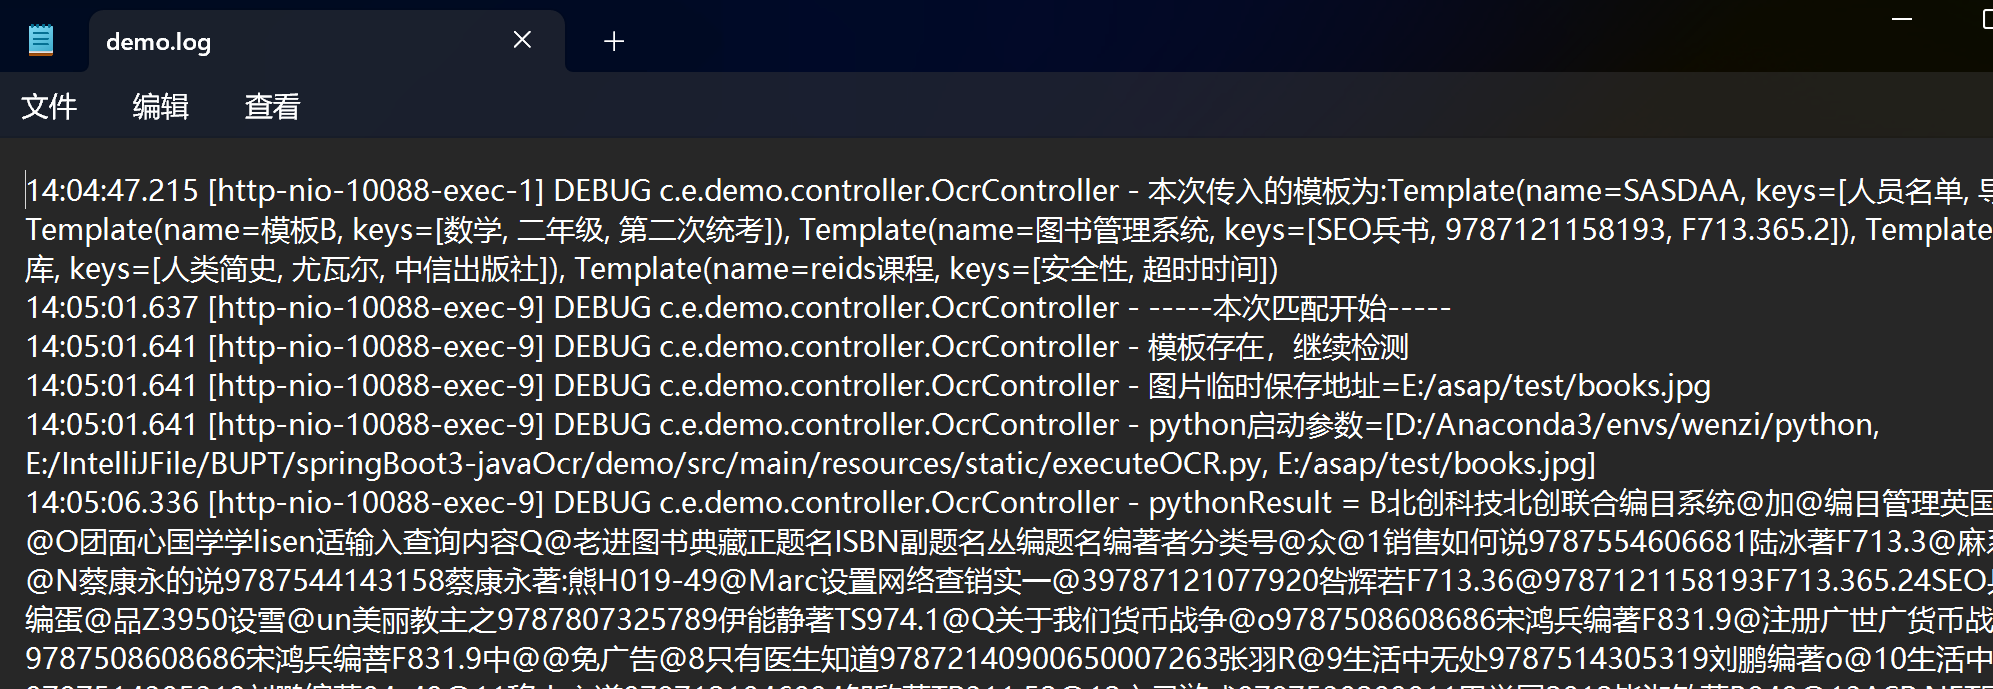 demo.log
文件 编辑 查看
14:04:47.215 [http-nio-10088-exec-1] DEBUG c.e.demo.controller.OcrController - 本次传入的模板为:Template(name=SASDAA, keys=[人员名单,
Template(name=模板B, keys=[数学, 二年级, 第二次统考]), Template(name=图书管理系统, keys=[SEO兵书, 9787121158193, F713.365.2]), Template
库, keys=[人类简史, 尤瓦尔, 中信出版社]), Template(name=reids课程, keys=[安全性, 超时时间])
14:05:01.637 [http-nio-10088-exec-9] DEBUG c.e.demo.controller.OcrController - -----本次匹配开始-----
14:05:01.641 [http-nio-10088-exec-9] DEBUG c.e.demo.controller.OcrController - 模板存在，继续检测
14:05:01.641 [http-nio-10088-exec-9] DEBUG c.e.demo.controller.OcrController - 图片临时保存地址=E:/asap/test/books.jpg
14:05:01.641 [http-nio-10088-exec-9] DEBUG c.e.demo.controller.OcrController - python启动参数=[D:/Anaconda3/envs/wenzi/python,
E:/IntelliJFile/BUPT/springBoot3-javaOcr/demo/src/main/resources/static/executeOCR.py, E:/asap/test/books.jpg]
14:05:06.336 [http-nio-10088-exec-9] DEBUG c.e.demo.controller.OcrController - pythonResult = B北创科技北创联合编目系统@加@编目管理英国
@O团面心国学学lisen适输入查询内容Q@老进图书典藏正题名ISBN副题名丛编题名编著者分类号@众@1销售如何说9787554606681陆冰著F713.3@麻
@N蔡康永的说9787544143158蔡康永著:熊H019-49@Marc设置网络查销实一@39787121077920昝辉若F713.36@9787121158193F713.365.24SEO
编蛋@品Z3950设雪@un美丽教主之9787807325789伊能静著TS974.1@Q关于我们货币战争@o9787508608686宋鸿兵编著F831.9@注册广世广货币战
9787508608686宋鸿兵编菩F831.9中@@免广告@8只有医生知道97872140900650007263张羽R@9生活中无处9787514305319刘鹏编著o@10生活中